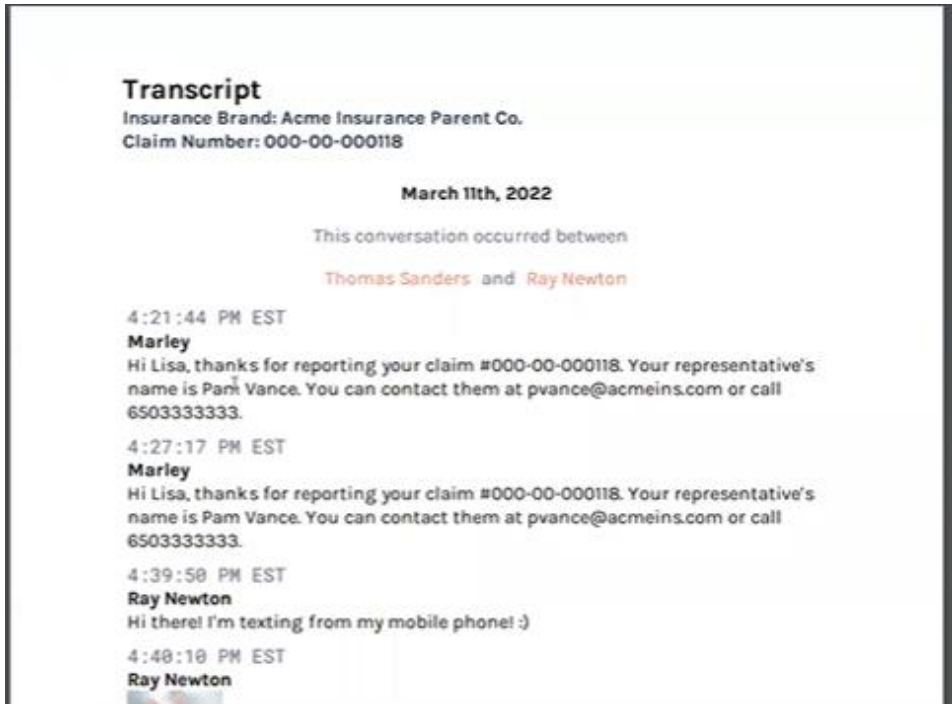 Transcript
Insurance Brand: Acme Insurance Parent Co.
Claim Number: 000-00-000118
March 11th, 2022
This conversation occurred between
Thomas Sanders and Ray Newton
4:21:44 PM EST
Marley
Hi Lisa, thanks for reporting your claim #000-00-000118. Your representative's
name is Pam Vance. You can contact them at pvance@acmeins.com or call
6503333333.
4:27:17 PM EST
Marley
Hi Lisa, thanks for reporting your claim #000-00-000118. Your representative's
name is Pam Vance. You can contact them at pvance@acmeins.com or call
6503333333.
4:39:50 PM EST
Ray Newton
Hi there! I'm texting from my mobile phone! :)
4:40:10 PM EST
Ray Newton